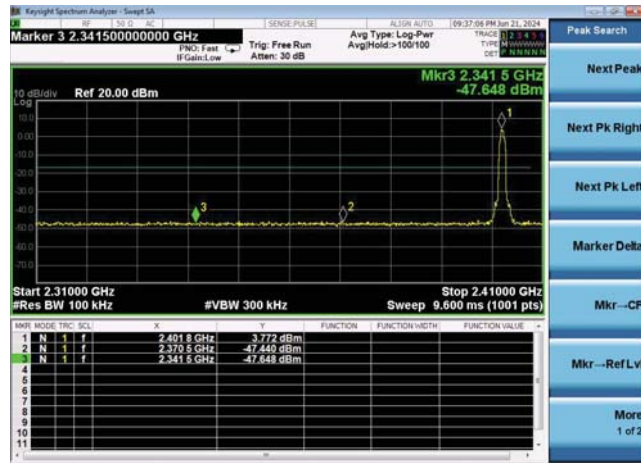 Keysight Spectrum Analyzer - Swept SA
RF 50 Ω AC SENSE:PULSE ALIGN AUTO 09:37:06 PM Jun 21, 2024
Marker 3 2.341500000000 GHz
PNO: Fast
IFGain:Low
Trig: Free Run
Atten: 30 dB
Avg Type: Log-Pwr
Avg|Hold:>100/100
TRACE 1 2 3 4 5 6
TYPE M WWWWW
DET P N N N N N
Peak Search
Mkr3 2.341 5 GHz
-47.648 dBm
10 dB/div Ref 20.00 dBm
Log
10.0
0.00
-10.0
-20.0
-30.0
-40.0
-50.0
-60.0
-70.0
1
2
3
Start 2.31000 GHz Stop 2.41000 GHz
#Res BW 100 kHz #VBW 300 kHz Sweep 9.600 ms (1001 pts)
MKR MODE TRC SCL X Y FUNCTION FUNCTION WIDTH FUNCTION VALUE
1 N 1 f 2.401 8 GHz 3.772 dBm
2 N 1 f 2.370 5 GHz -47.440 dBm
3 N 1 f 2.341 5 GHz -47.648 dBm
4
5
6
7
8
9
10
11
Next Peak
Next Pk Right
Next Pk Left
Marker Delta
Mkr→CF
Mkr→Ref Lvl
More
1 of 2